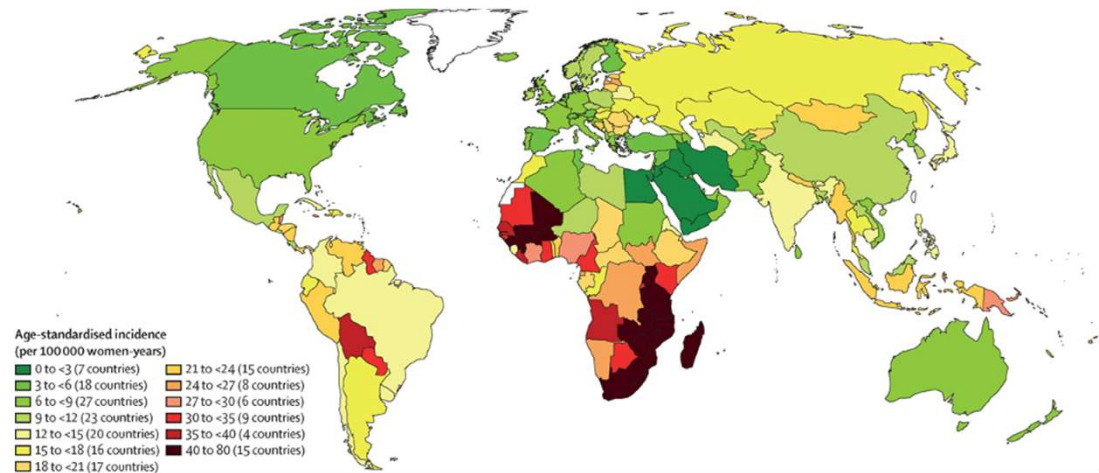 Age-standardised incidence
(per 100 000 women-years)
0 to <3 (7 countries)
3 to <6 (18 countries)
6 to <9 (27 countries)
9 to <12 (23 countries)
12 to <15 (20 countries)
15 to <18 (16 countries)
18 to <21 (17 countries)
21 to <24 (15 countries)
24 to <27 (8 countries)
27 to <30 (6 countries)
30 to <35 (9 countries)
35 to <40 (4 countries)
40 to 80 (15 countries)